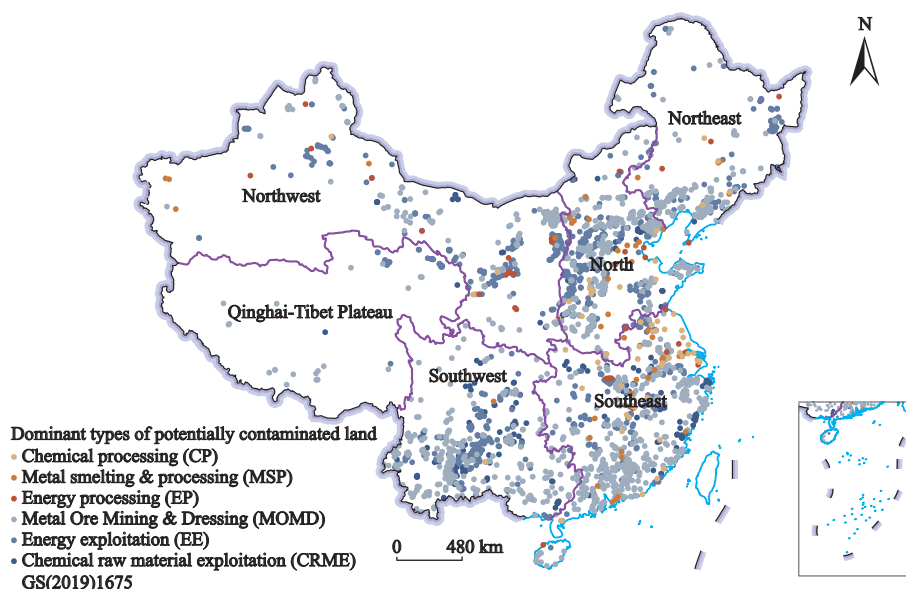 N
Northeast
Northwest
North
Qinghai-Tibet Plateau
Southwest
Southeast
Dominant types of potentially contaminated land
Chemical processing (CP)
Metal smelting & processing (MSP)
Energy processing (EP)
Metal Ore Mining & Dressing (MOMD)
Energy exploitation (EE)
Chemical raw material exploitation (CRME)
GS(2019)1675
0 480 km